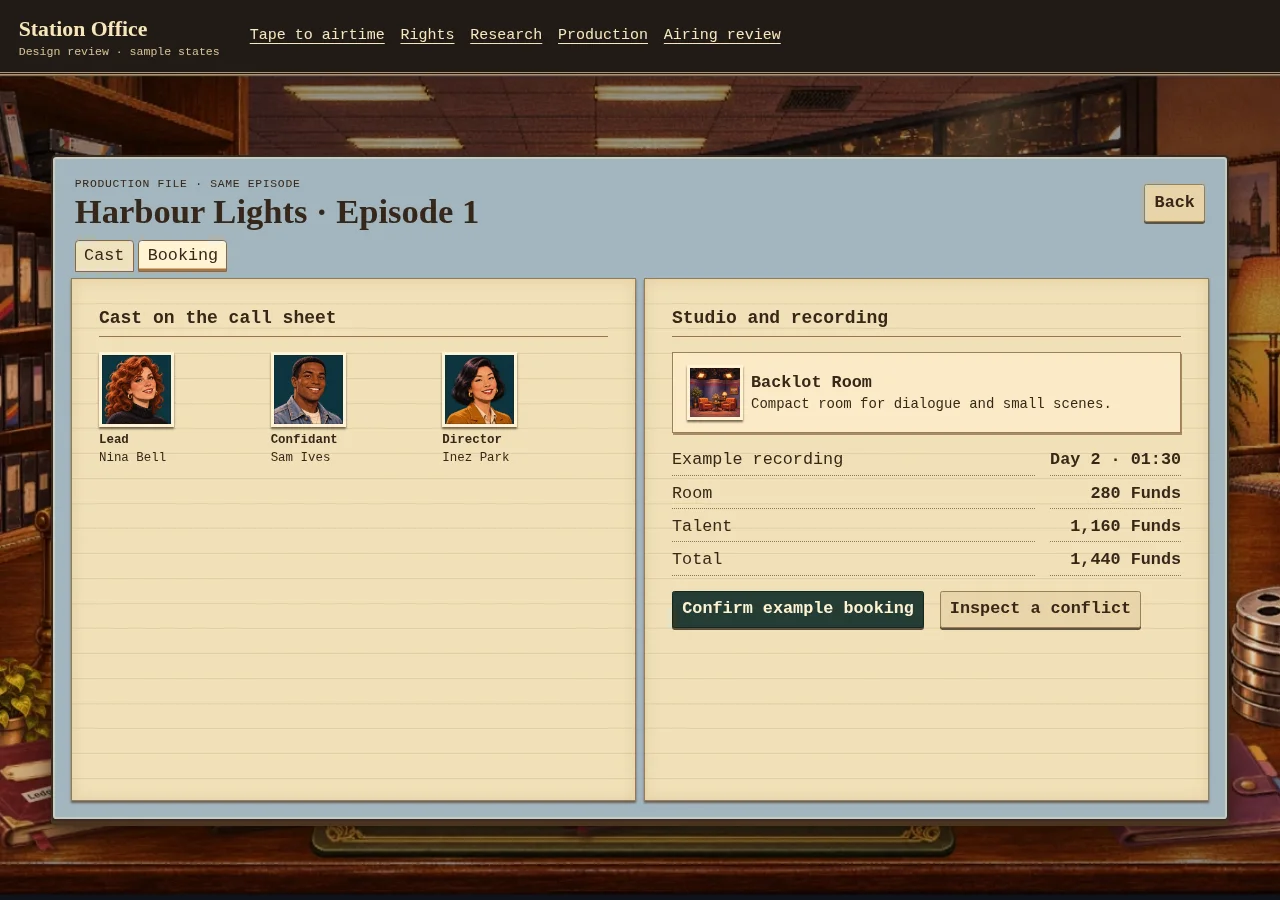 Station Office
Design review · sample states
Tape to airtime Rights Research Production Airing review
PRODUCTION FILE · SAME EPISODE
Harbour Lights · Episode 1
Back
Cast Booking
Cast on the call sheet
Lead
Nina Bell
Confidant
Sam Ives
Director
Inez Park
Studio and recording
Backlot Room
Compact room for dialogue and small scenes.
Example recording Day 2 · 01:30
Room 280 Funds
Talent 1,160 Funds
Total 1,440 Funds
Confirm example booking Inspect a conflict